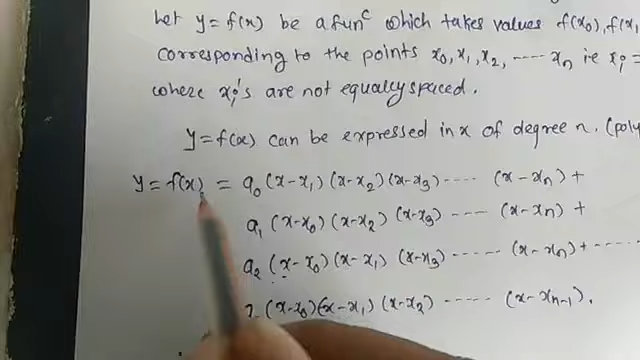 Let y = f(x) be a funᶜ which takes values f(x₀), f(x₁
corresponding to the points x₀, x₁, x₂, ---- xₙ ie xᵢ =
where xᵢ's are not equally spaced.
y = f(x) can be expressed in x of degree n. (poly
y = f(x) = a₀ (x-x₁) (x-x₂) (x-x₃) ---- (x-xₙ) +
a₁ (x-x₀) (x-x₂) (x-x₃) ---- (x-xₙ) +
a₂ (x-x₀) (x-x₁) (x-x₃) ----- (x-xₙ) + -----
(x-x₀) (x-x₁) (x-x₂) ----- (x-xₙ₋₁).